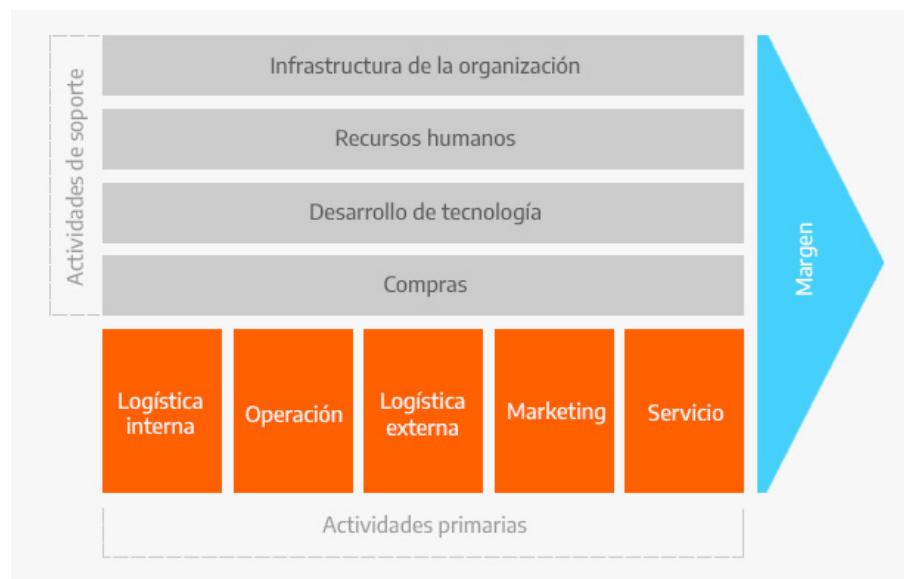 Actividades de soporte
Infrastructura de la organización
Recursos humanos
Desarrollo de tecnología
Compras
Logística
interna
Operación
Logística
externa
Marketing
Servicio
Margen
Actividades primarias